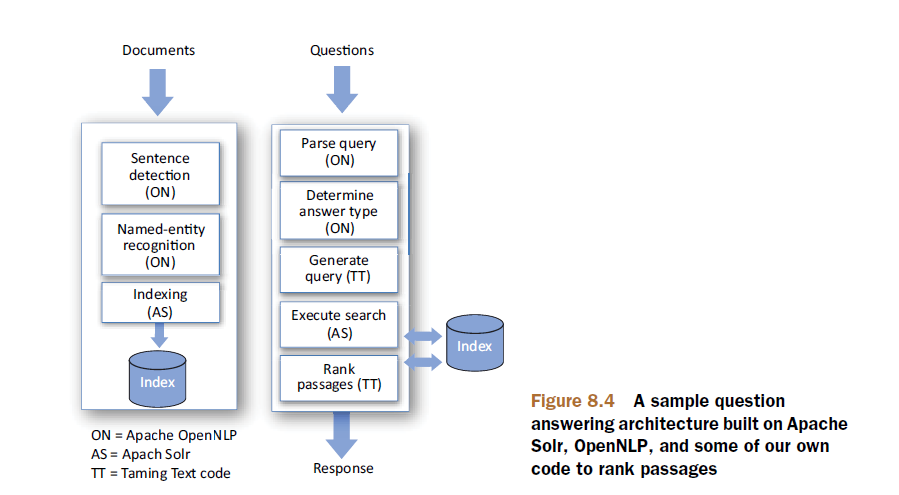 Documents
Sentence
detection
(ON)
Named-entity
recognition
(ON)
Indexing
(AS)
Index
ON = Apache OpenNLP
AS = Apach Solr
TT = Taming Text code
Questions
Parse query
(ON)
Determine
answer type
(ON)
Generate
query (TT)
Execute search
(AS)
Rank
passages (TT)
Index
Response
Figure 8.4 A sample question
answering architecture built on Apache
Solr, OpenNLP, and some of our own
code to rank passages